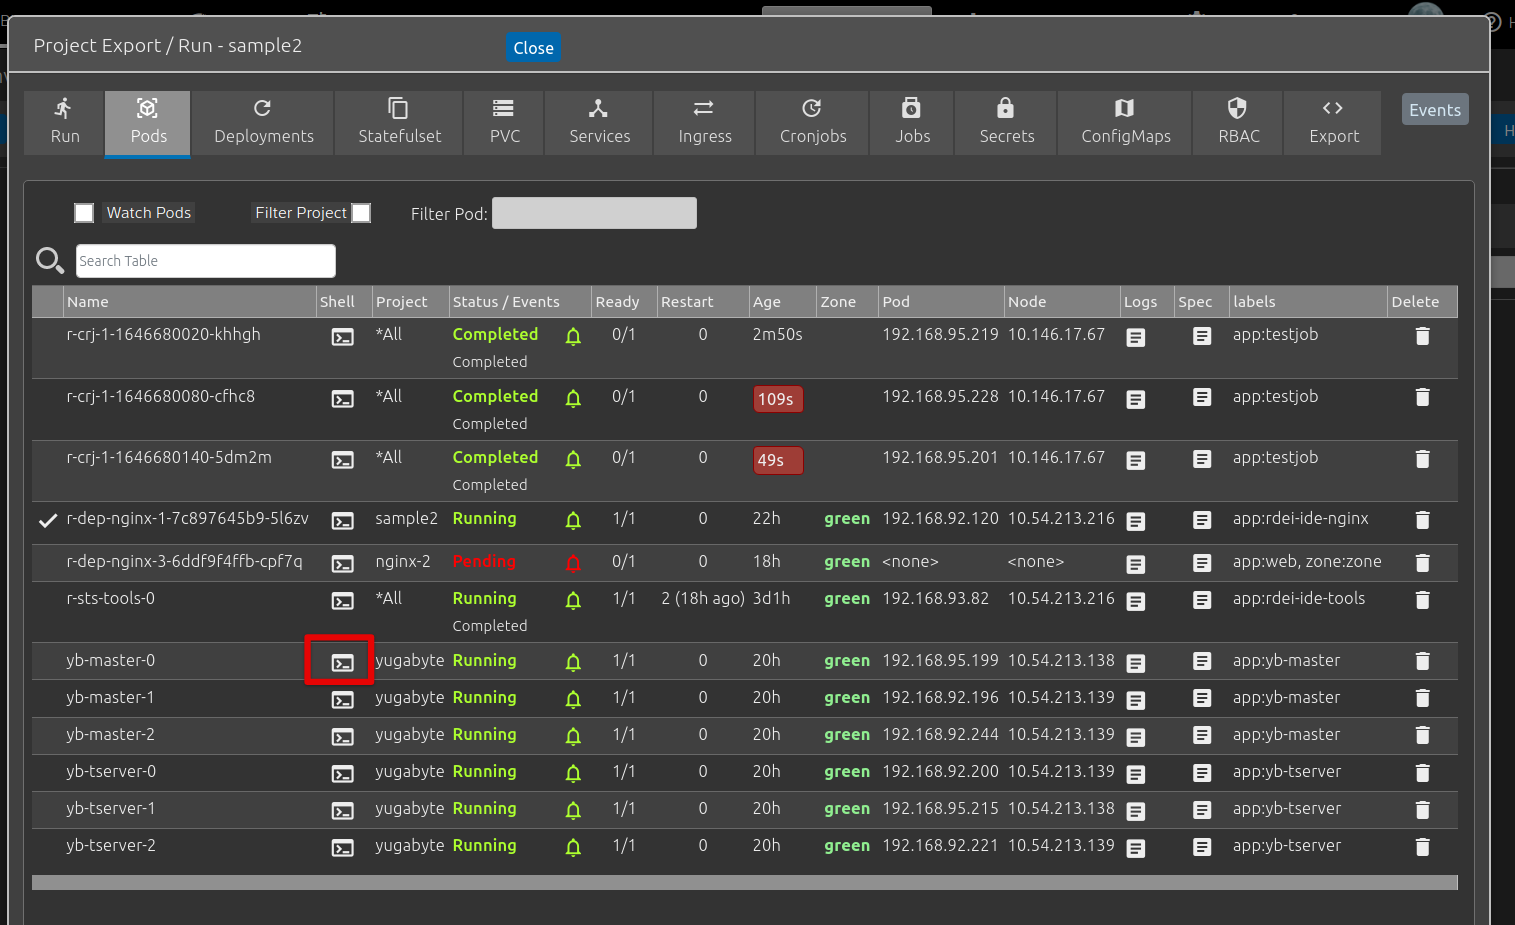 Project Export / Run - sample2
Close
Run
Pods
Deployments
Statefulset
PVC
Services
Ingress
Cronjobs
Jobs
Secrets
ConfigMaps
RBAC
Export
Events
Watch Pods
Filter Project
Filter Pod:
Search Table
Name Shell Project Status / Events Ready Restart Age Zone Pod Node Logs Spec labels Delete
r-crj-1-1646680020-khhgh *All Completed 0/1 0 2m50s 192.168.95.219 10.146.17.67 app:testjob
Completed
r-crj-1-1646680080-cfhc8 *All Completed 0/1 0 109s 192.168.95.228 10.146.17.67 app:testjob
Completed
r-crj-1-1646680140-5dm2m *All Completed 0/1 0 49s 192.168.95.201 10.146.17.67 app:testjob
Completed
r-dep-nginx-1-7c897645b9-5l6zv sample2 Running 1/1 0 22h green 192.168.92.120 10.54.213.216 app:rdei-ide-nginx
r-dep-nginx-3-6ddf9f4ffb-cpf7q nginx-2 Pending 0/1 0 18h green <none> <none> app:web, zone:zone
r-sts-tools-0 *All Running 1/1 2 (18h ago) 3d1h green 192.168.93.82 10.54.213.216 app:rdei-ide-tools
Completed
yb-master-0 yugabyte Running 1/1 0 20h green 192.168.95.199 10.54.213.138 app:yb-master
yb-master-1 yugabyte Running 1/1 0 20h green 192.168.92.196 10.54.213.139 app:yb-master
yb-master-2 yugabyte Running 1/1 0 20h green 192.168.92.244 10.54.213.139 app:yb-master
yb-tserver-0 yugabyte Running 1/1 0 20h green 192.168.92.200 10.54.213.139 app:yb-tserver
yb-tserver-1 yugabyte Running 1/1 0 20h green 192.168.95.215 10.54.213.138 app:yb-tserver
yb-tserver-2 yugabyte Running 1/1 0 20h green 192.168.92.221 10.54.213.139 app:yb-tserver